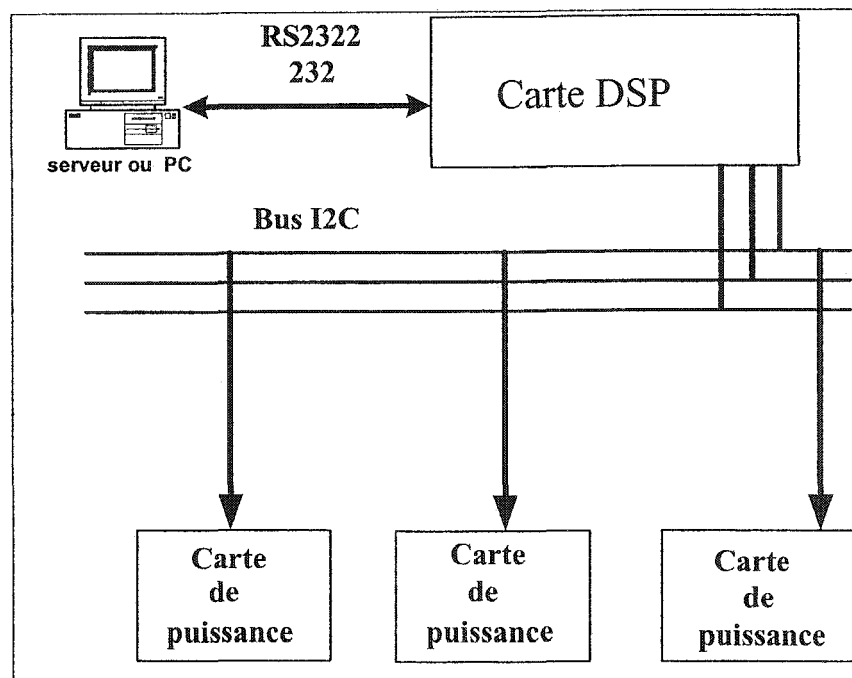 RS2322
232
Carte DSP
serveur ou PC
Bus I2C
Carte
de
puissance
Carte
de
puissance
Carte
de
puissance